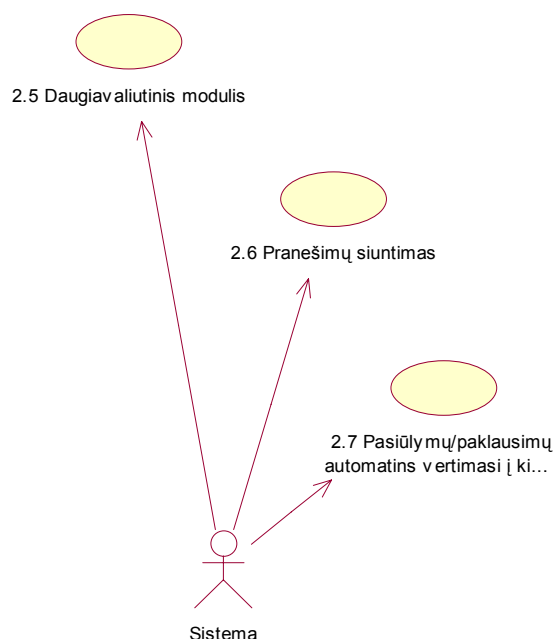 2.5 Daugiavaliutinis modulis
2.6 Pranešimų siuntimas
2.7 Pasiūlymų/paklausimų
automatins vertimasi į ki...
Sistema